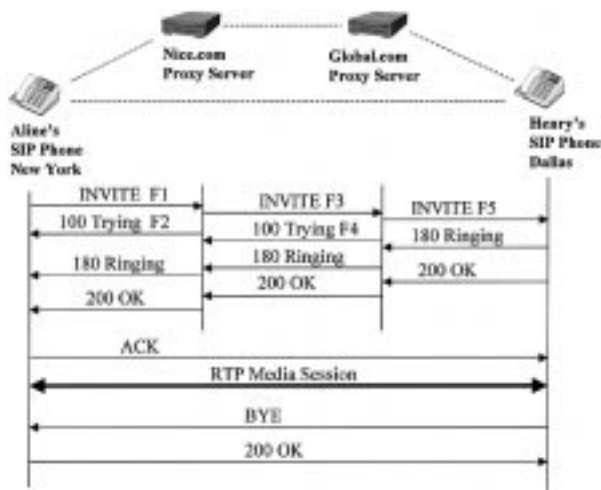 Nice.com
Proxy Server
Global.com
Proxy Server
Aline's
SIP Phone
New York
Henry's
SIP Phone
Dallas
INVITE F1
INVITE F3
INVITE F5
100 Trying F2
100 Trying F4
180 Ringing
180 Ringing
180 Ringing
200 OK
200 OK
200 OK
ACK
RTP Media Session
BYE
200 OK